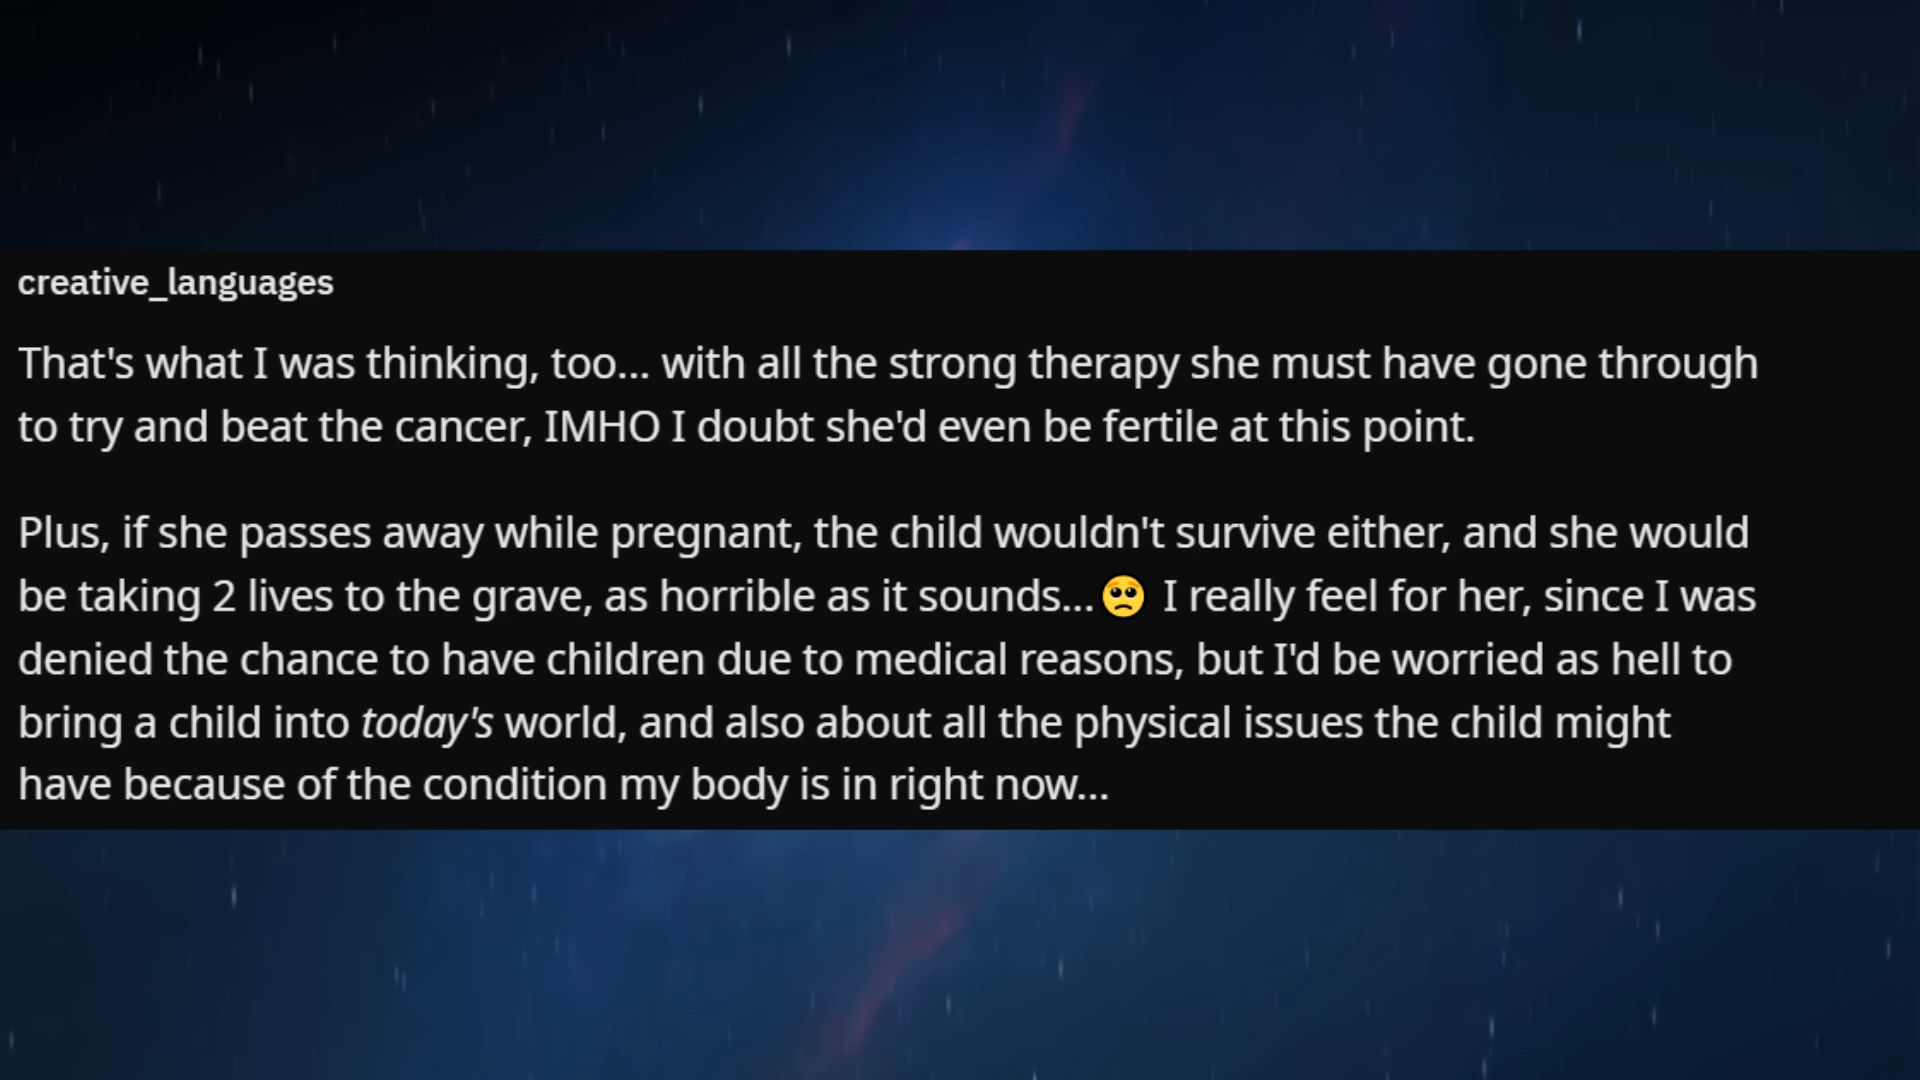 creative_languages
That's what I was thinking, too... with all the strong therapy she must have gone through
to try and beat the cancer, IMHO I doubt she'd even be fertile at this point.
Plus, if she passes away while pregnant, the child wouldn't survive either, and she would
be taking 2 lives to the grave, as horrible as it sounds...🥺 I really feel for her, since I was
denied the chance to have children due to medical reasons, but I'd be worried as hell to
bring a child into today's world, and also about all the physical issues the child might
have because of the condition my body is in right now...